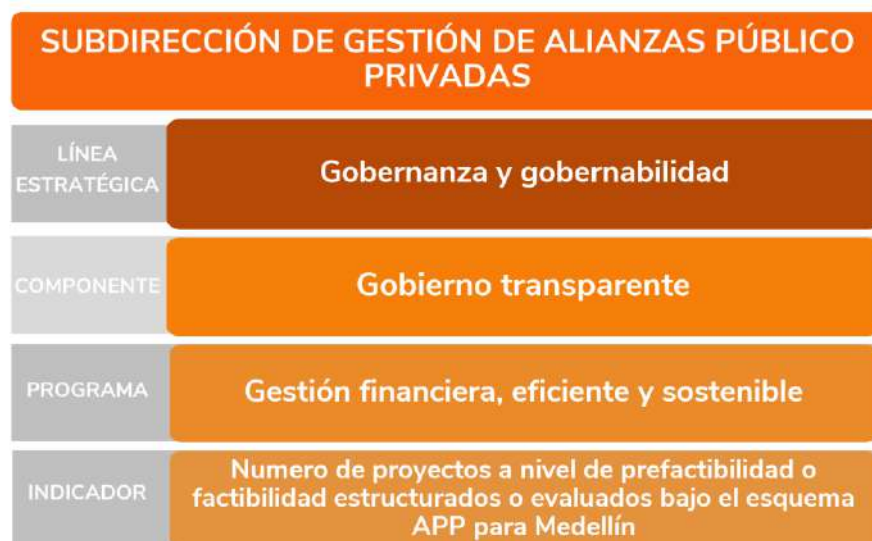 SUBDIRECCIÓN DE GESTIÓN DE ALIANZAS PÚBLICO
PRIVADAS
LÍNEA
ESTRATÉGICA
Gobernanza y gobernabilidad
COMPONENTE
Gobierno transparente
PROGRAMA
Gestión financiera, eficiente y sostenible
INDICADOR
Numero de proyectos a nivel de prefactibilidad o
factibilidad estructurados o evaluados bajo el esquema
APP para Medellín